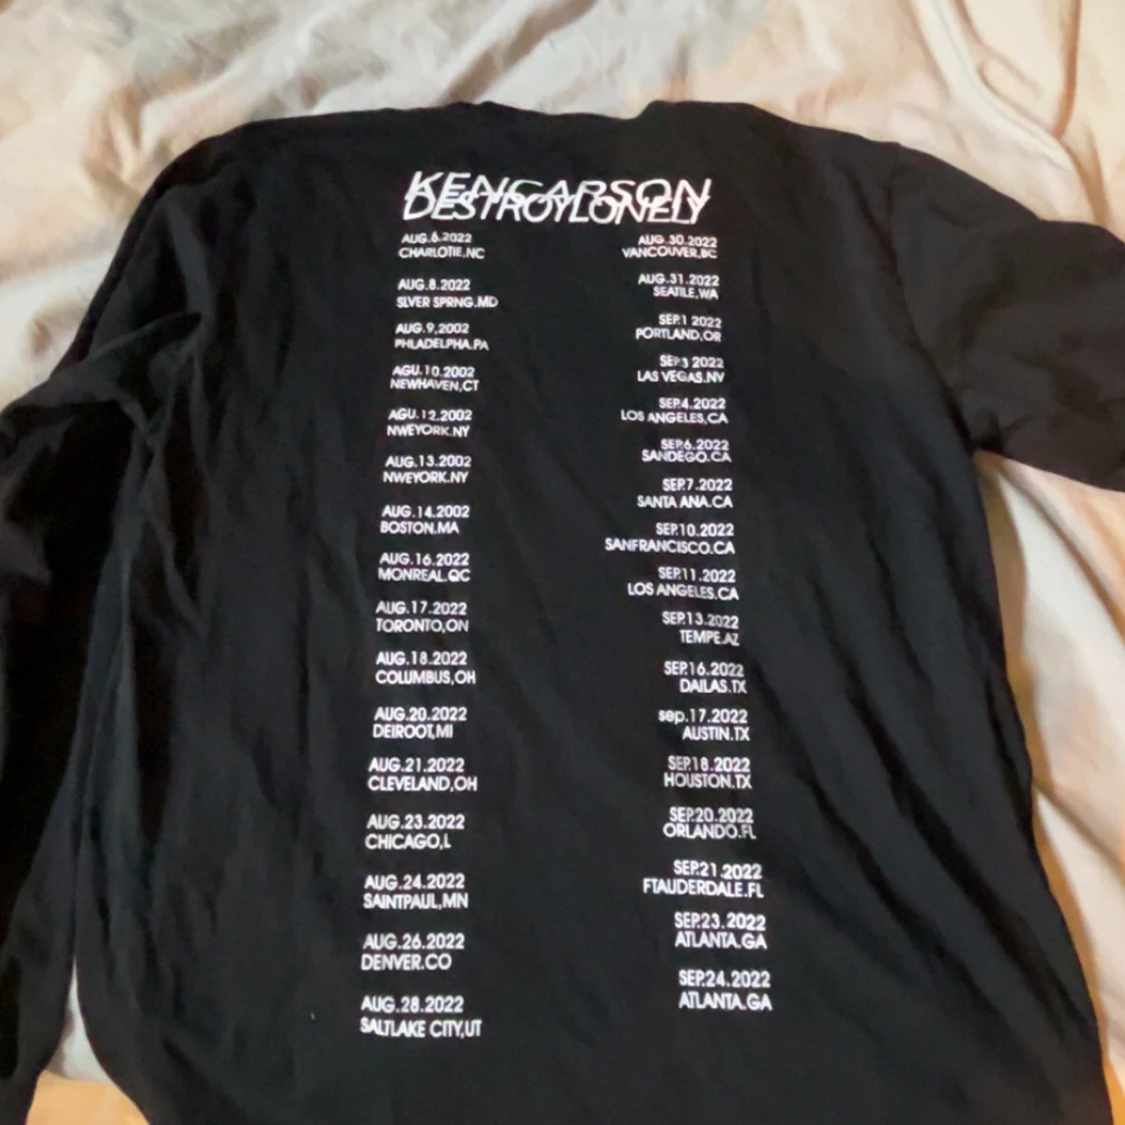 KENCARSON
DESTROYLONELY
AUG.6.2022
CHARLOTIE,NC
AUG.8.2022
SLVER SPRNG.MD
AUG.9,2002
PHLADELPHA.PA
AGU.10.2002
NEWHAVEN,CT
AGU.12.2002
NWEYORK.NY
AUG.13.2002
NWEYORK.NY
AUG.14.2002
BOSTON.MA
AUG.16.2022
MONREAL.QC
AUG.17.2022
TORONTO,ON
AUG.18.2022
COLUMBUS,OH
AUG.20.2022
DEIROOT,MI
AUG.21.2022
CLEVELAND,OH
AUG.23.2022
CHICAGO,L
AUG.24.2022
SAINTPAUL,MN
AUG.26.2022
DENVER.CO
AUG.28.2022
SALTLAKE CITY,UT
AUG.30.2022
VANCOUVER,BC
AUG.31.2022
SEATILE,WA
SEP.1 2022
PORTLAND,OR
SEP.3 2022
LAS VEGAS.NV
SEP.4.2022
LOS ANGELES,CA
SEP.6.2022
SANDEGO.CA
SEP.7.2022
SANTA ANA.CA
SEP.10.2022
SANFRANCISCO.CA
SEP.11.2022
LOS ANGELES.CA
SEP.13.2022
TEMPE.AZ
SEP.16.2022
DAILAS.TX
sep.17.2022
AUSTIN.TX
SEP.18.2022
HOUSTON.TX
SEP.20.2022
ORLANDO.FL
SEP.21.2022
FTAUDERDALE.FL
SEP.23.2022
ATLANTA.GA
SEP.24.2022
ATLANTA.GA